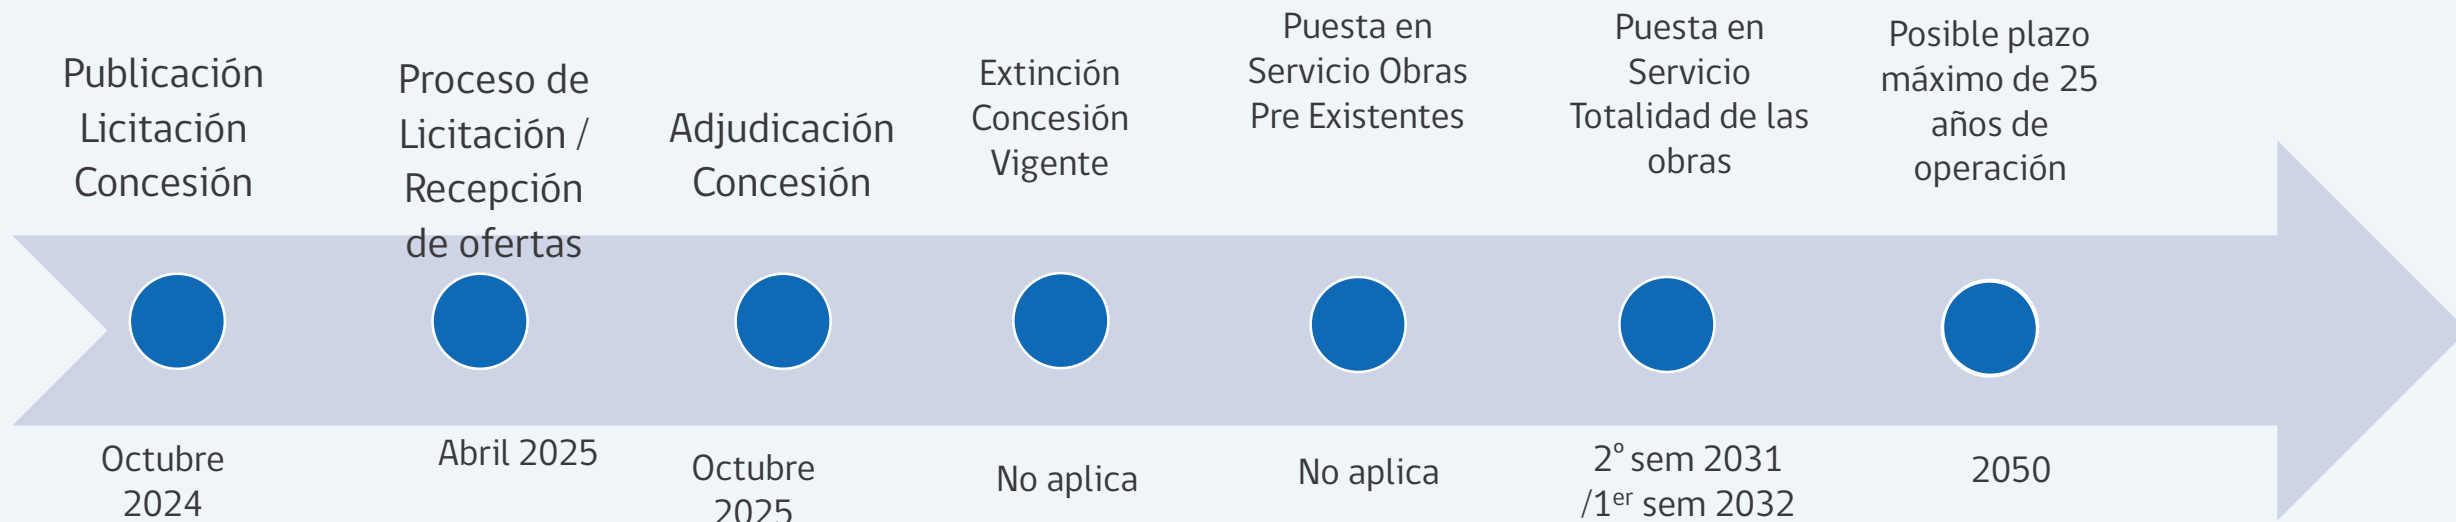 Publicación
Licitación
Concesión
Proceso de
Licitación /
Recepción
de ofertas
Adjudicación
Concesión
Extinción
Concesión
Vigente
Puesta en
Servicio Obras
Pre Existentes
Puesta en
Servicio
Totalidad de las
obras
Posible plazo
máximo de 25
años de
operación
Octubre
2024
Abril 2025
Octubre
2025
No aplica
No aplica
2° sem 2031
/1er sem 2032
2050